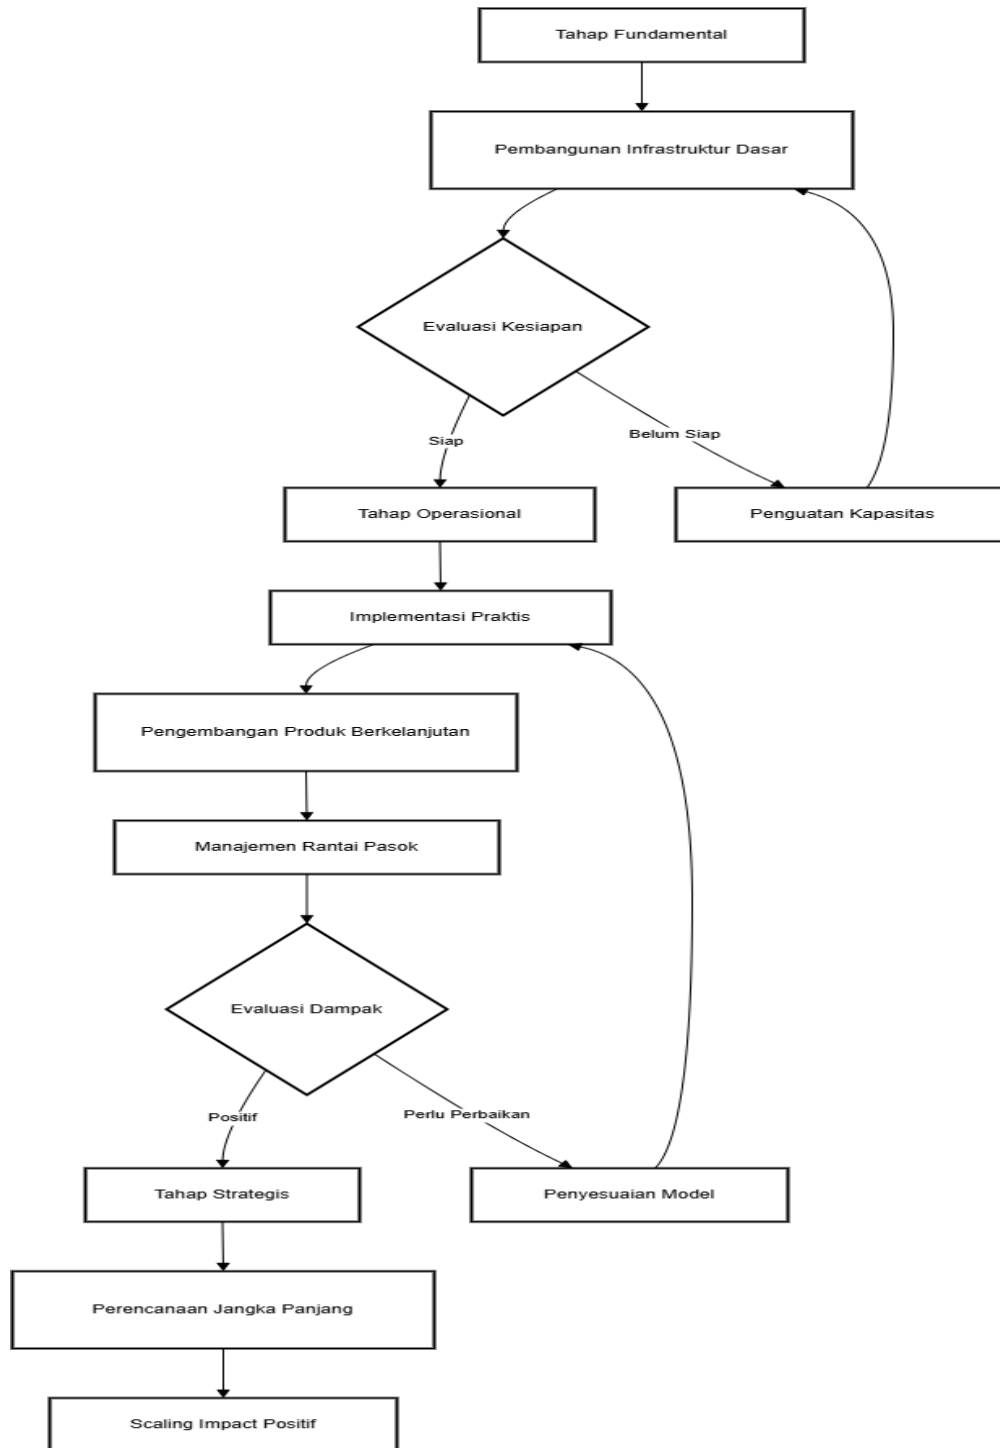 Tahap Fundamental
Pembangunan Infrastruktur Dasar
Evaluasi Kesiapan
Siap
Belum Siap
Tahap Operasional
Penguatan Kapasitas
Implementasi Praktis
Pengembangan Produk Berkelanjutan
Manajemen Rantai Pasok
Evaluasi Dampak
Positif
Perlu Perbaikan
Tahap Strategis
Penyesuaian Model
Perencanaan Jangka Panjang
Scaling Impact Positif